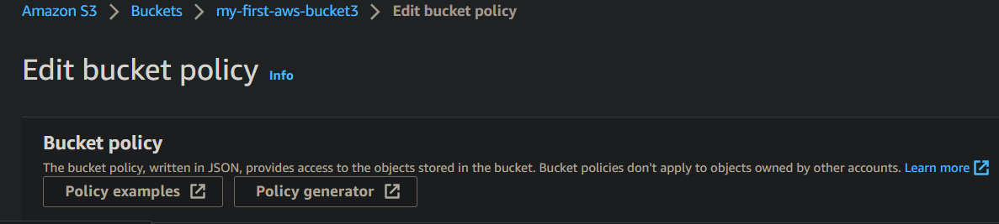 Amazon S3 > Buckets > my-first-aws-bucket3 > Edit bucket policy
Edit bucket policy Info
Bucket policy
The bucket policy, written in JSON, provides access to the objects stored in the bucket. Bucket policies don't apply to objects owned by other accounts. Learn more
Policy examples Policy generator